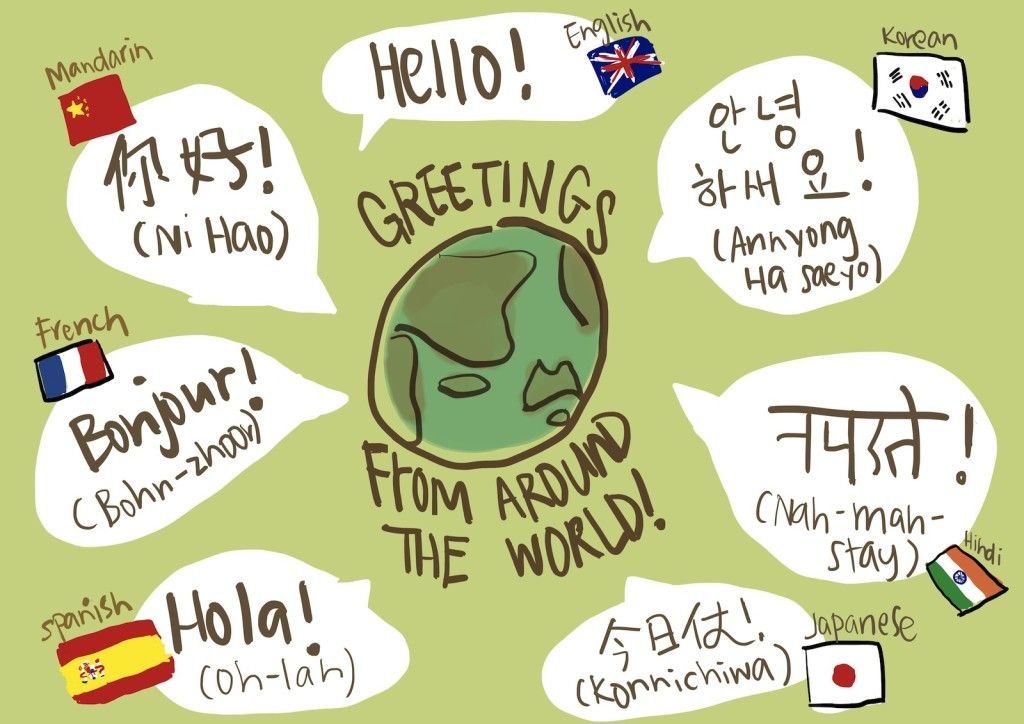 Mandarin
你好!
(Ni Hao)
Hello!
English
Korean
안녕
하새요!
(Annyong
Ha saeyo)
GREETINGS
FROM AROUND
THE WORLD!
French
Bonjour!
(Bohn-zhoor)
नमस्ते!
(Nah-mah-
stay)
Hindi
Spanish
Hola!
(oh-lah)
今日は!
(Konnichiwa)
Japanese